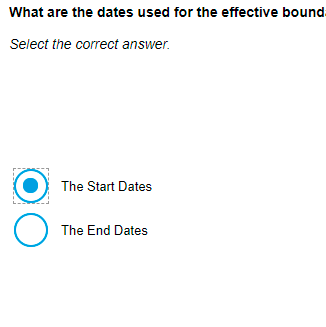 What are the dates used for the effective bound
Select the correct answer.
The Start Dates
The End Dates